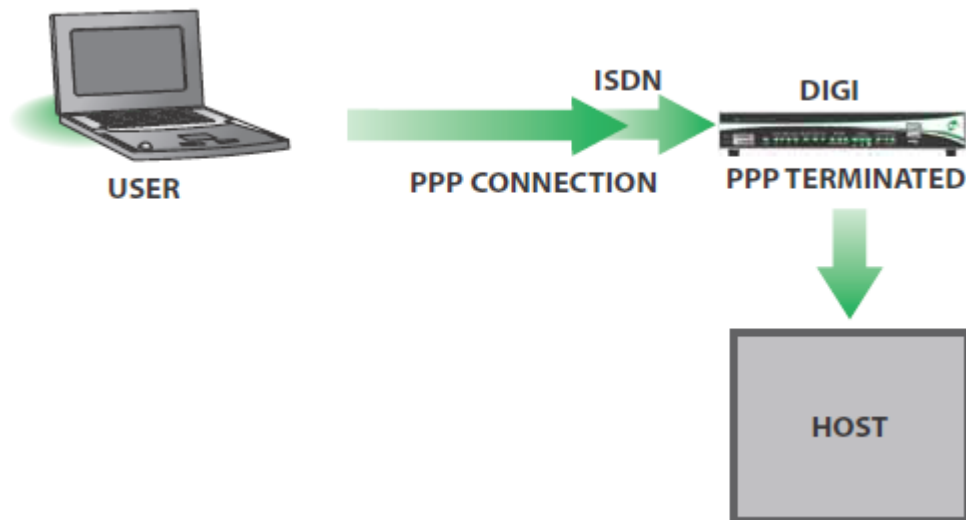 ISDN
DIGI
USER
PPP CONNECTION
PPP TERMINATED
HOST